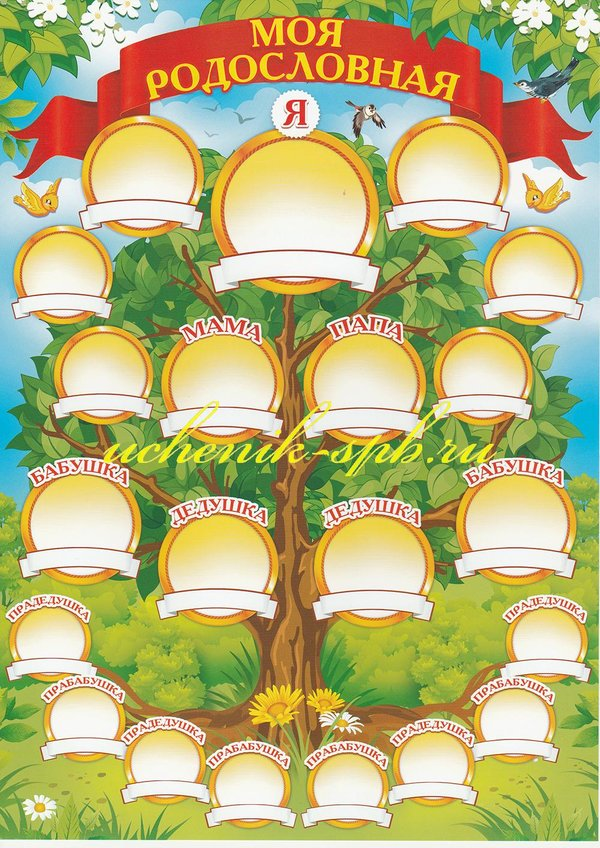 МОЯ
РОДОСЛОВНАЯ
Я
МАМА
ПАПА
uchenik-spb.ru
БАБУШКА
ДЕДУШКА
ДЕДУШКА
БАБУШКА
ПРАДЕДУШКА
ПРАДЕДУШКА
ПРАБАБУШКА
ПРАБАБУШКА
ПРАДЕДУШКА
ПРАБАБУШКА
ПРАБАБУШКА
ПРАДЕДУШКА